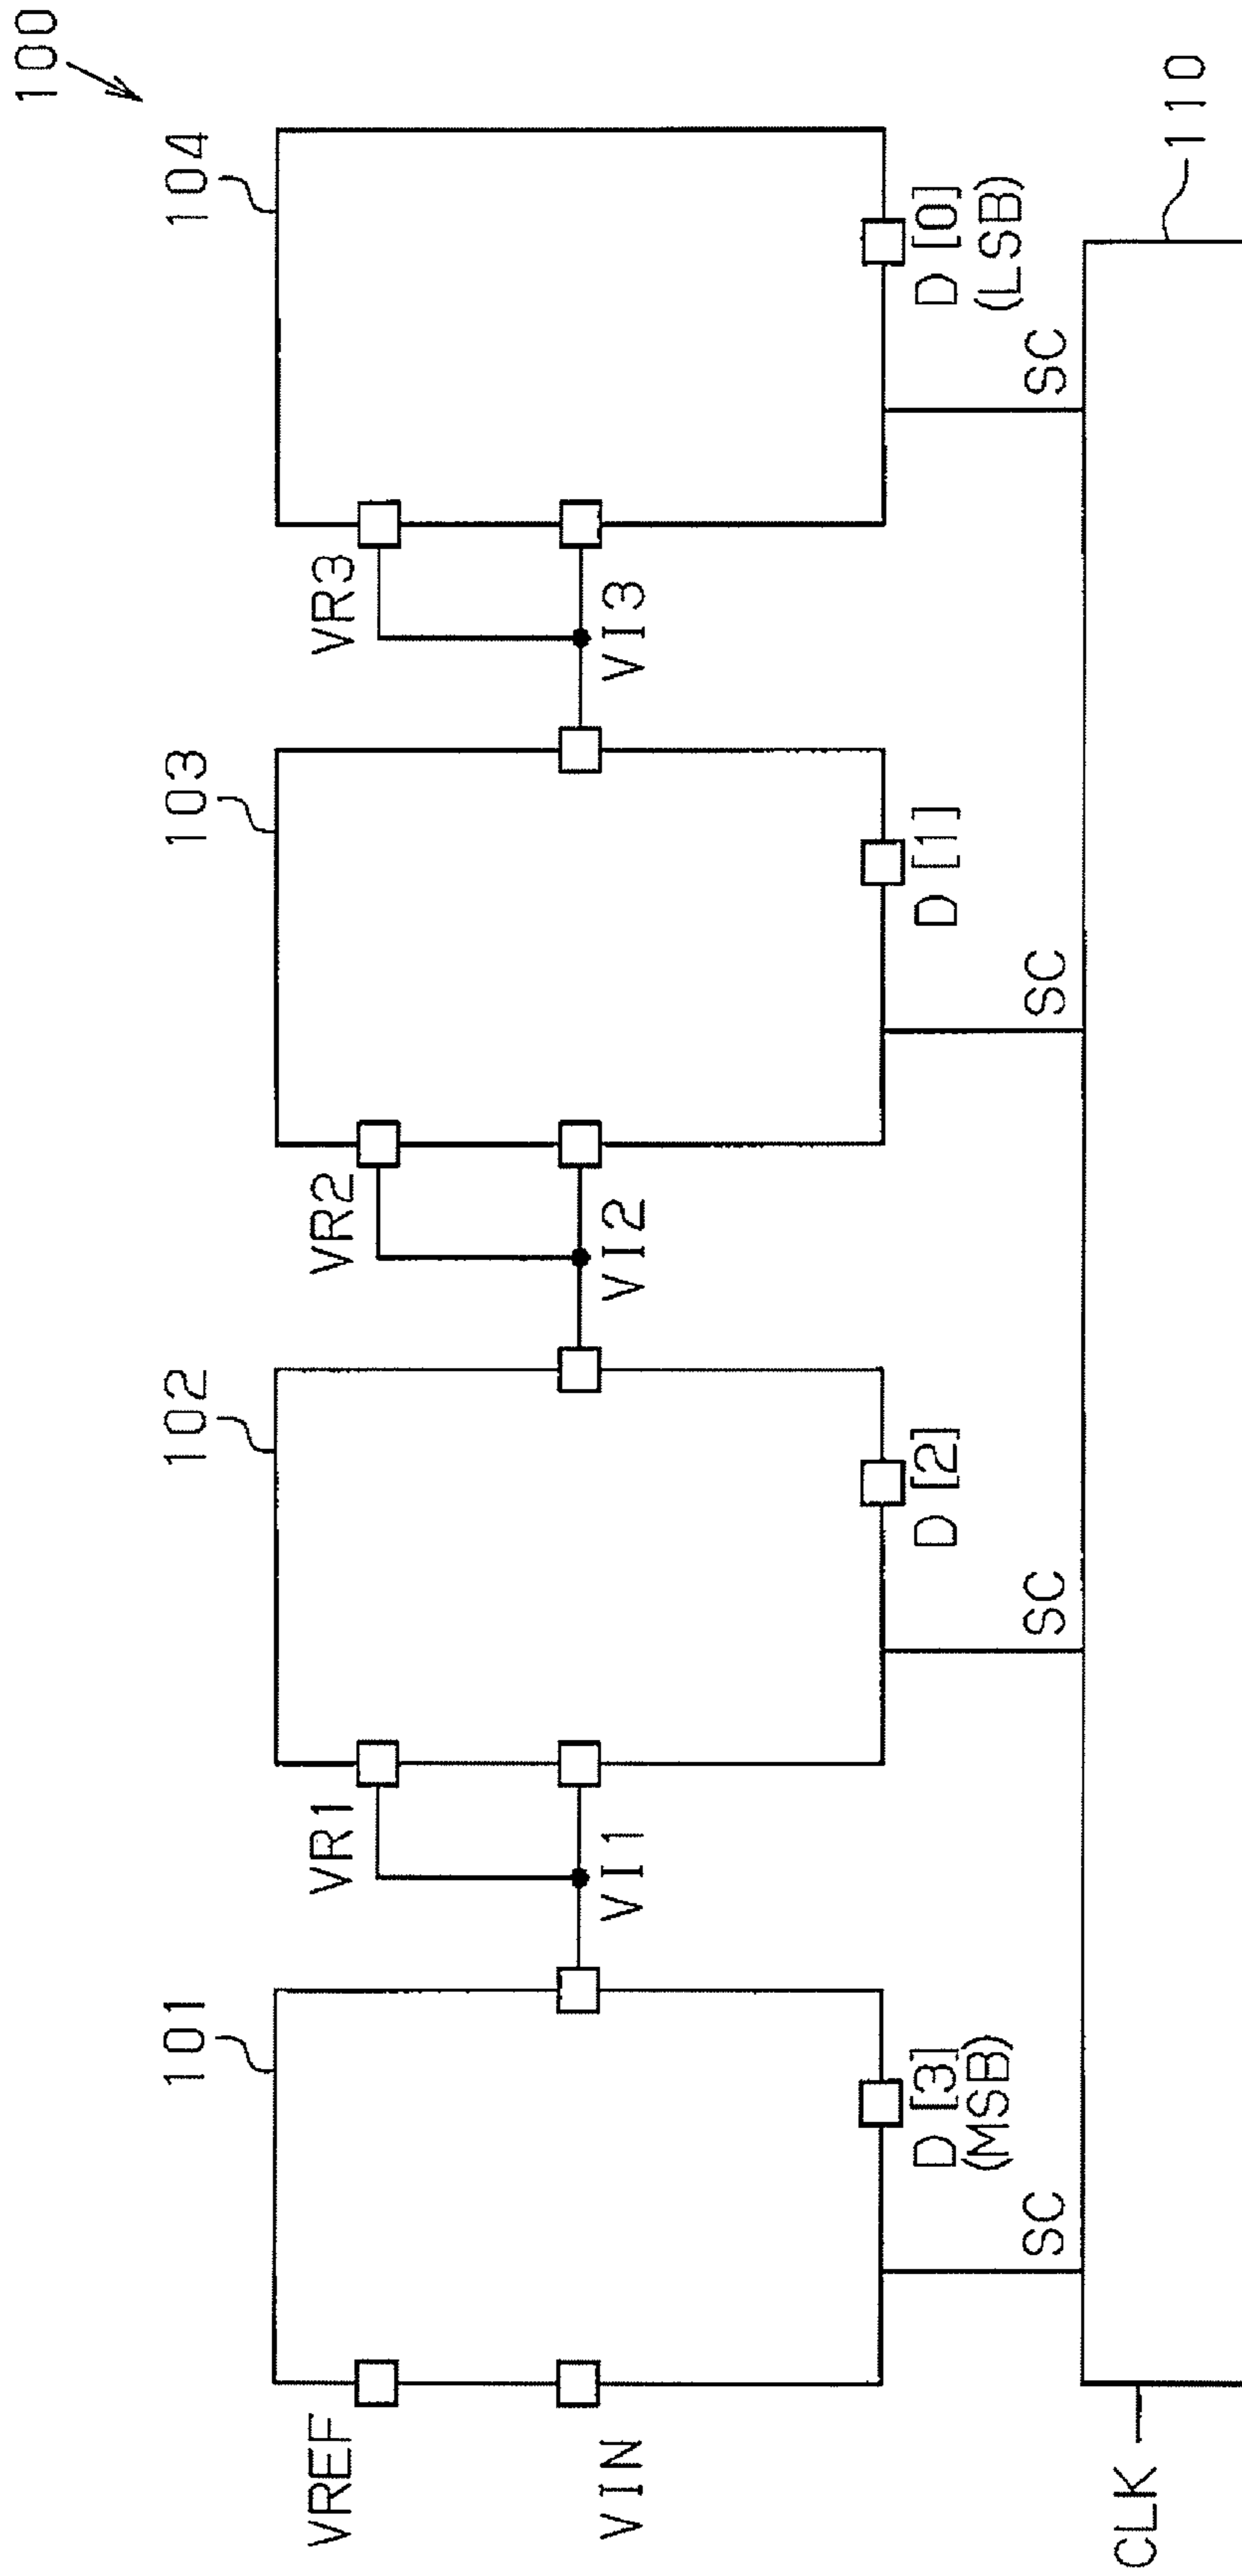 100
101
102
103
104
VREF
VR1
VR2
VR3
VIN
VI1
VI2
VI3
D [3]
(MSB)
D [2]
D [1]
D [0]
(LSB)
SC
SC
SC
SC
CLK
110